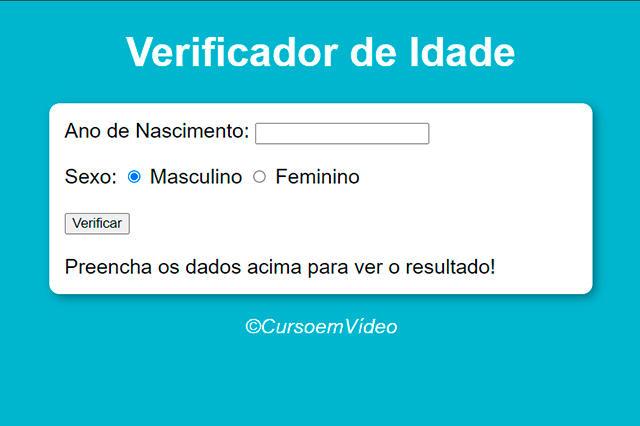 Verificador de Idade
Ano de Nascimento:
Sexo: Masculino Feminino
Verificar
Preencha os dados acima para ver o resultado!
©CursoemVídeo